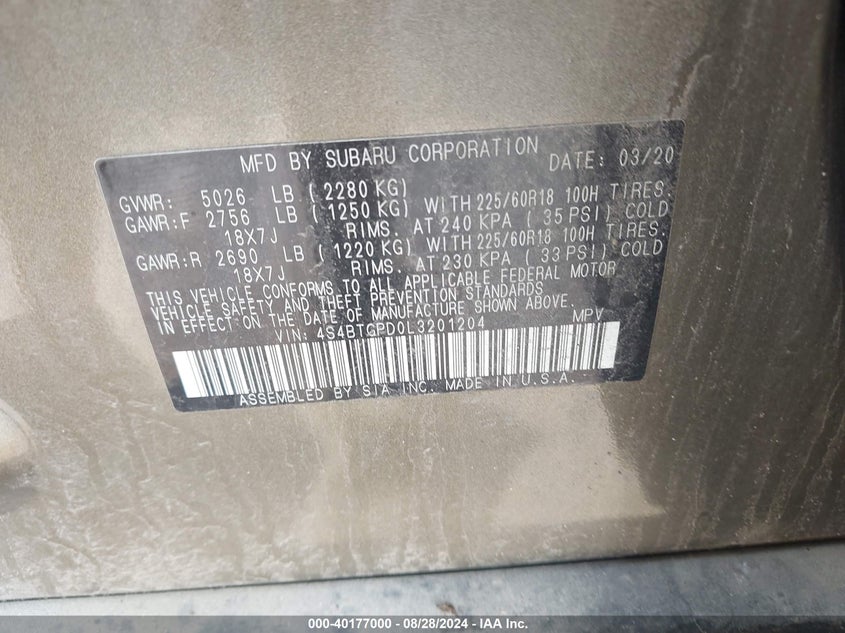 MFD BY SUBARU CORPORATION DATE: 03/20
GVWR: 5026 LB ( 2280 KG)
GAWR:F 2756 LB ( 1250 KG) WITH 225/60R18 100H TIRES.
18X7J RIMS. AT 240 KPA ( 35 PSI) COLD
GAWR:R 2690 LB ( 1220 KG) WITH 225/60R18 100H TIRES.
18X7J RIMS. AT 230 KPA ( 33 PSI) COLD
THIS VEHICLE CONFORMS TO ALL APPLICABLE FEDERAL MOTOR
VEHICLE SAFETY AND THEFT PREVENTION STANDARDS
IN EFFECT ON THE DATE OF MANUFACTURE SHOWN ABOVE.
VIN: 4S4BTGPD0L3201204 MPV
ASSEMBLED BY SIA INC. MADE IN U.S.A.
000-40177000 - 08/28/2024 - IAA Inc.